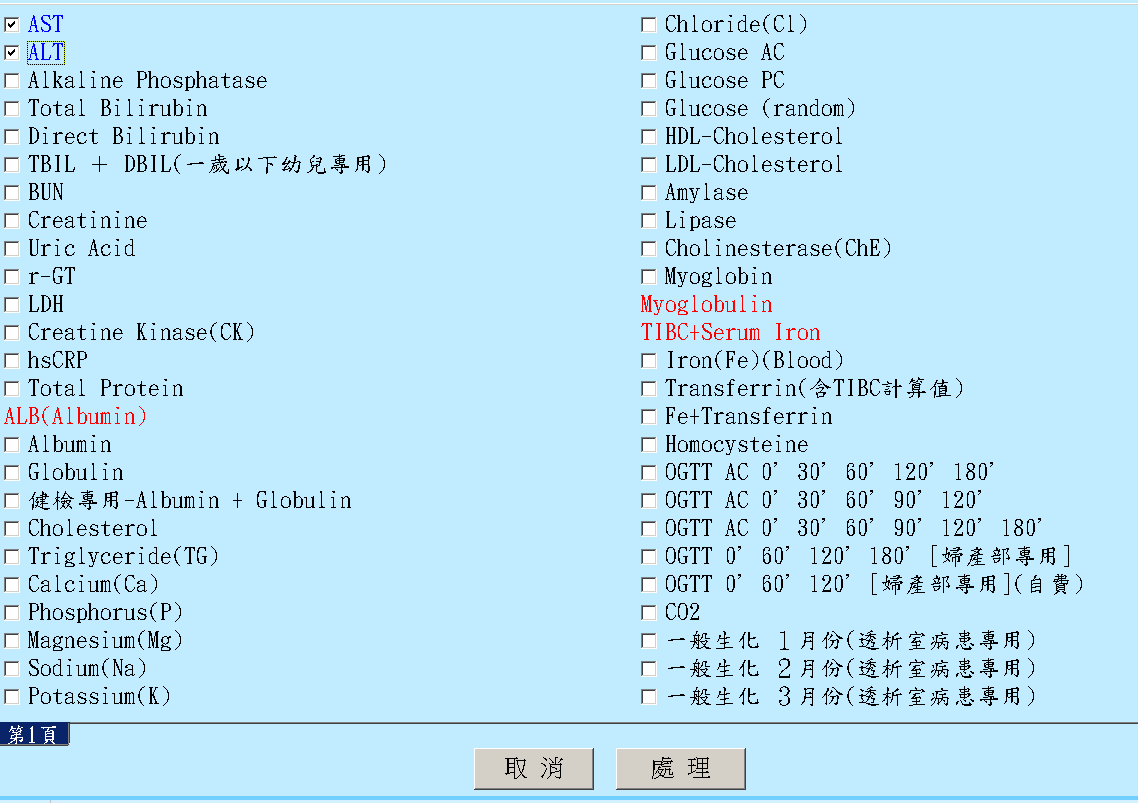 AST
ALT
Alkaline Phosphatase
Total Bilirubin
Direct Bilirubin
TBIL + DBIL(一歲以下幼兒專用)
BUN
Creatinine
Uric Acid
r-GT
LDH
Creatine Kinase(CK)
hsCRP
Total Protein
ALB(Albumin)
Albumin
Globulin
健檢專用-Albumin + Globulin
Cholesterol
Triglyceride(TG)
Calcium(Ca)
Phosphorus(P)
Magnesium(Mg)
Sodium(Na)
Potassium(K)
Chloride(Cl)
Glucose AC
Glucose PC
Glucose (random)
HDL-Cholesterol
LDL-Cholesterol
Amylase
Lipase
Cholinesterase(ChE)
Myoglobin
Myoglobulin
TIBC+Serum Iron
Iron(Fe)(Blood)
Transferrin(含TIBC計算值)
Fe+Transferrin
Homocysteine
OGTT AC 0' 30' 60' 120' 180'
OGTT AC 0' 30' 60' 90' 120'
OGTT AC 0' 30' 60' 90' 120' 180'
OGTT 0' 60' 120' 180' [婦產部專用]
OGTT 0' 60' 120' [婦產部專用](自費)
CO2
一般生化 1月份(透析室病患專用)
一般生化 2月份(透析室病患專用)
一般生化 3月份(透析室病患專用)
第1頁
取 消
處 理